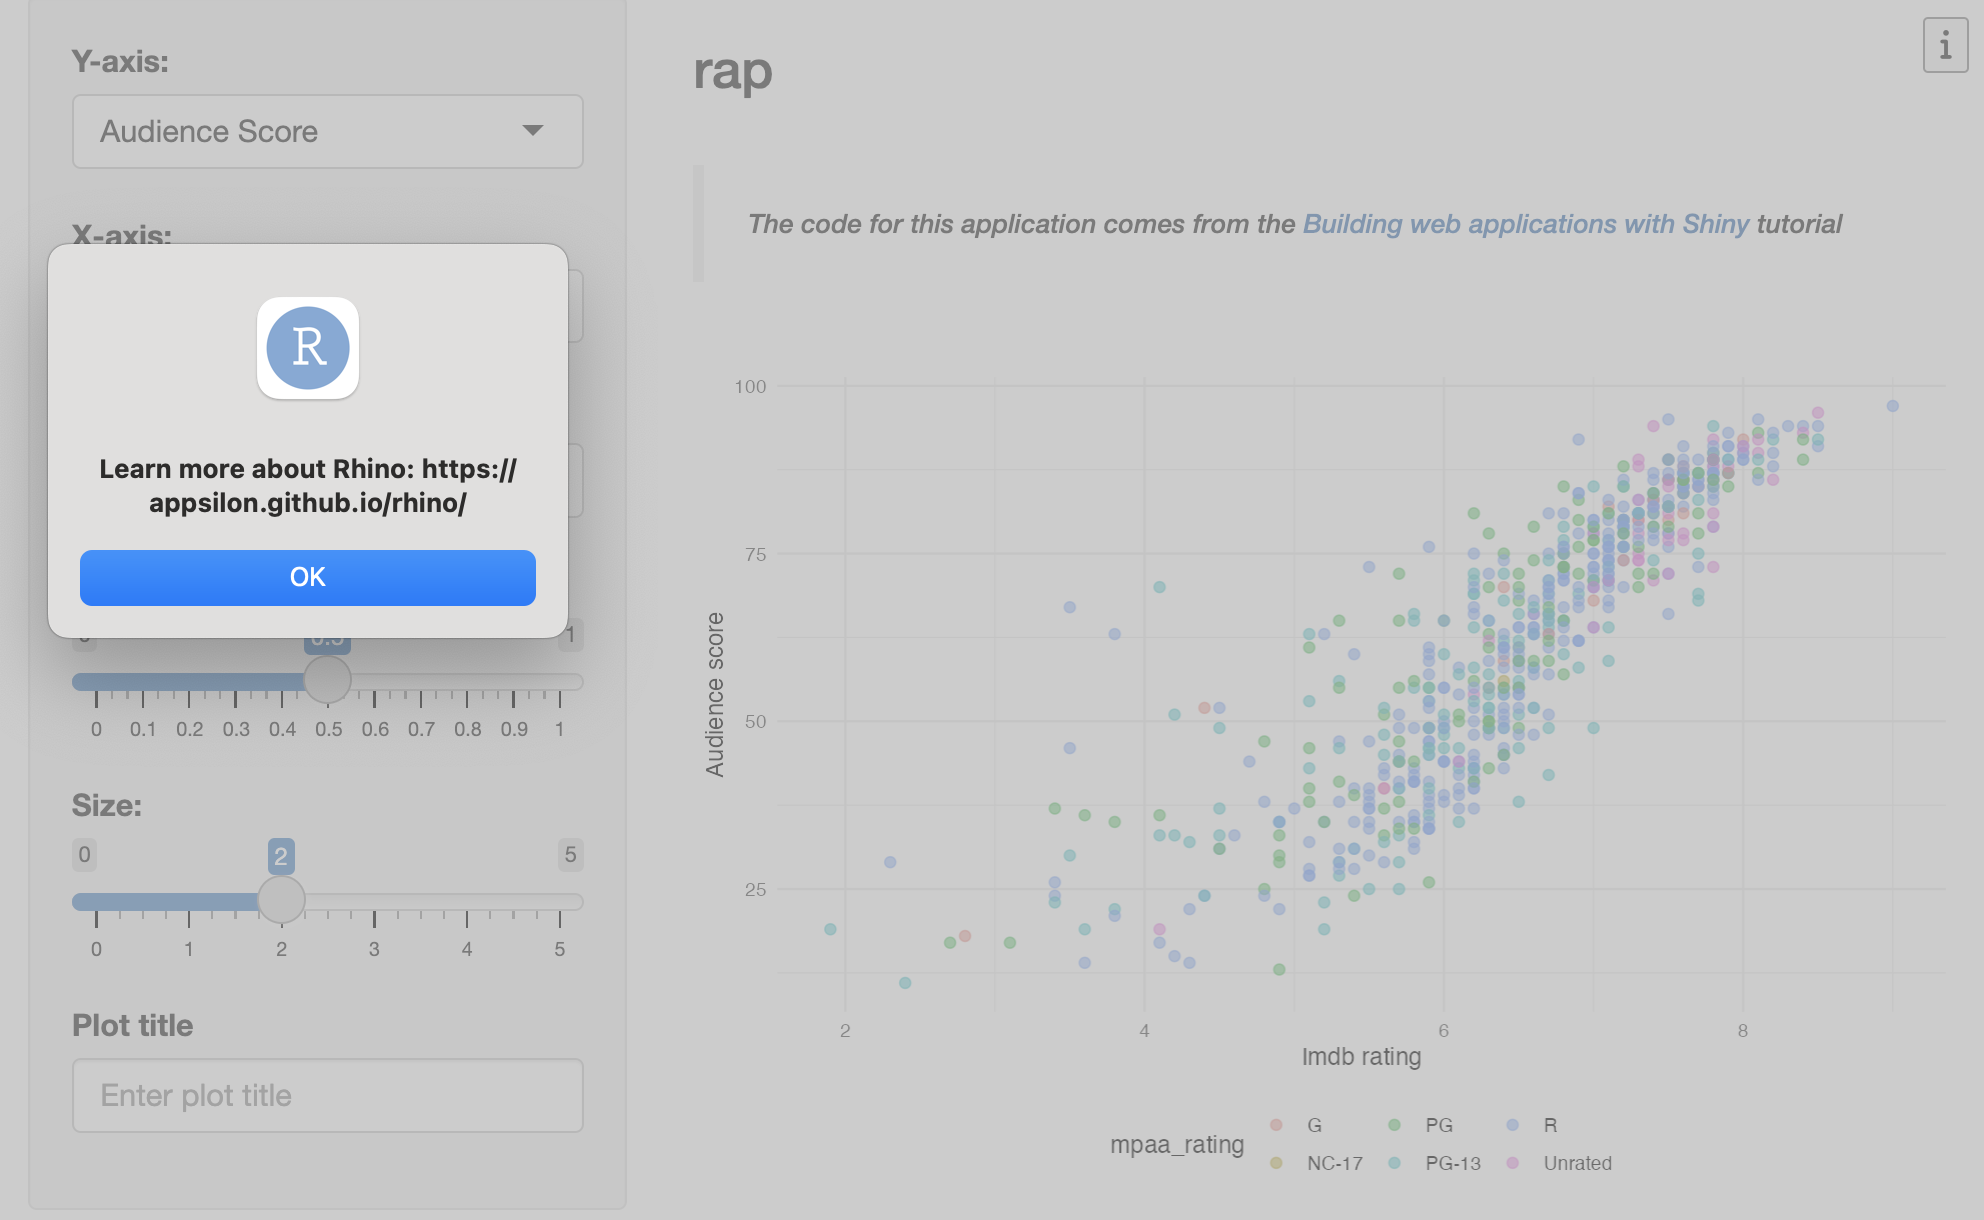 Y-axis:
Audience Score
X-axis:
R
Learn more about Rhino: https://
appsilon.github.io/rhino/
OK
0
0.5
1
0 0.1 0.2 0.3 0.4 0.5 0.6 0.7 0.8 0.9 1
Size:
0 2 5
0 1 2 3 4 5
Plot title
Enter plot title
i
rap
The code for this application comes from the Building web applications with Shiny tutorial
100
75
50
25
Audience score
2 4 6 8
Imdb rating
mpaa_rating
G PG R
NC-17 PG-13 Unrated